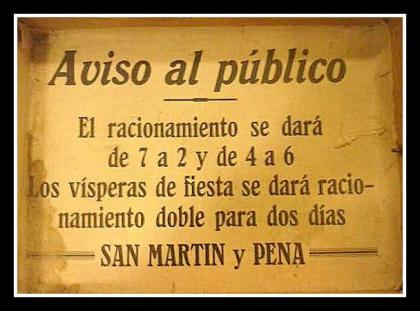 Aviso al público
El racionamiento se dará
de 7 a 2 y de 4 a 6
Los vísperas de fiesta se dará racio-
namiento doble para dos días
SAN MARTIN y PENA